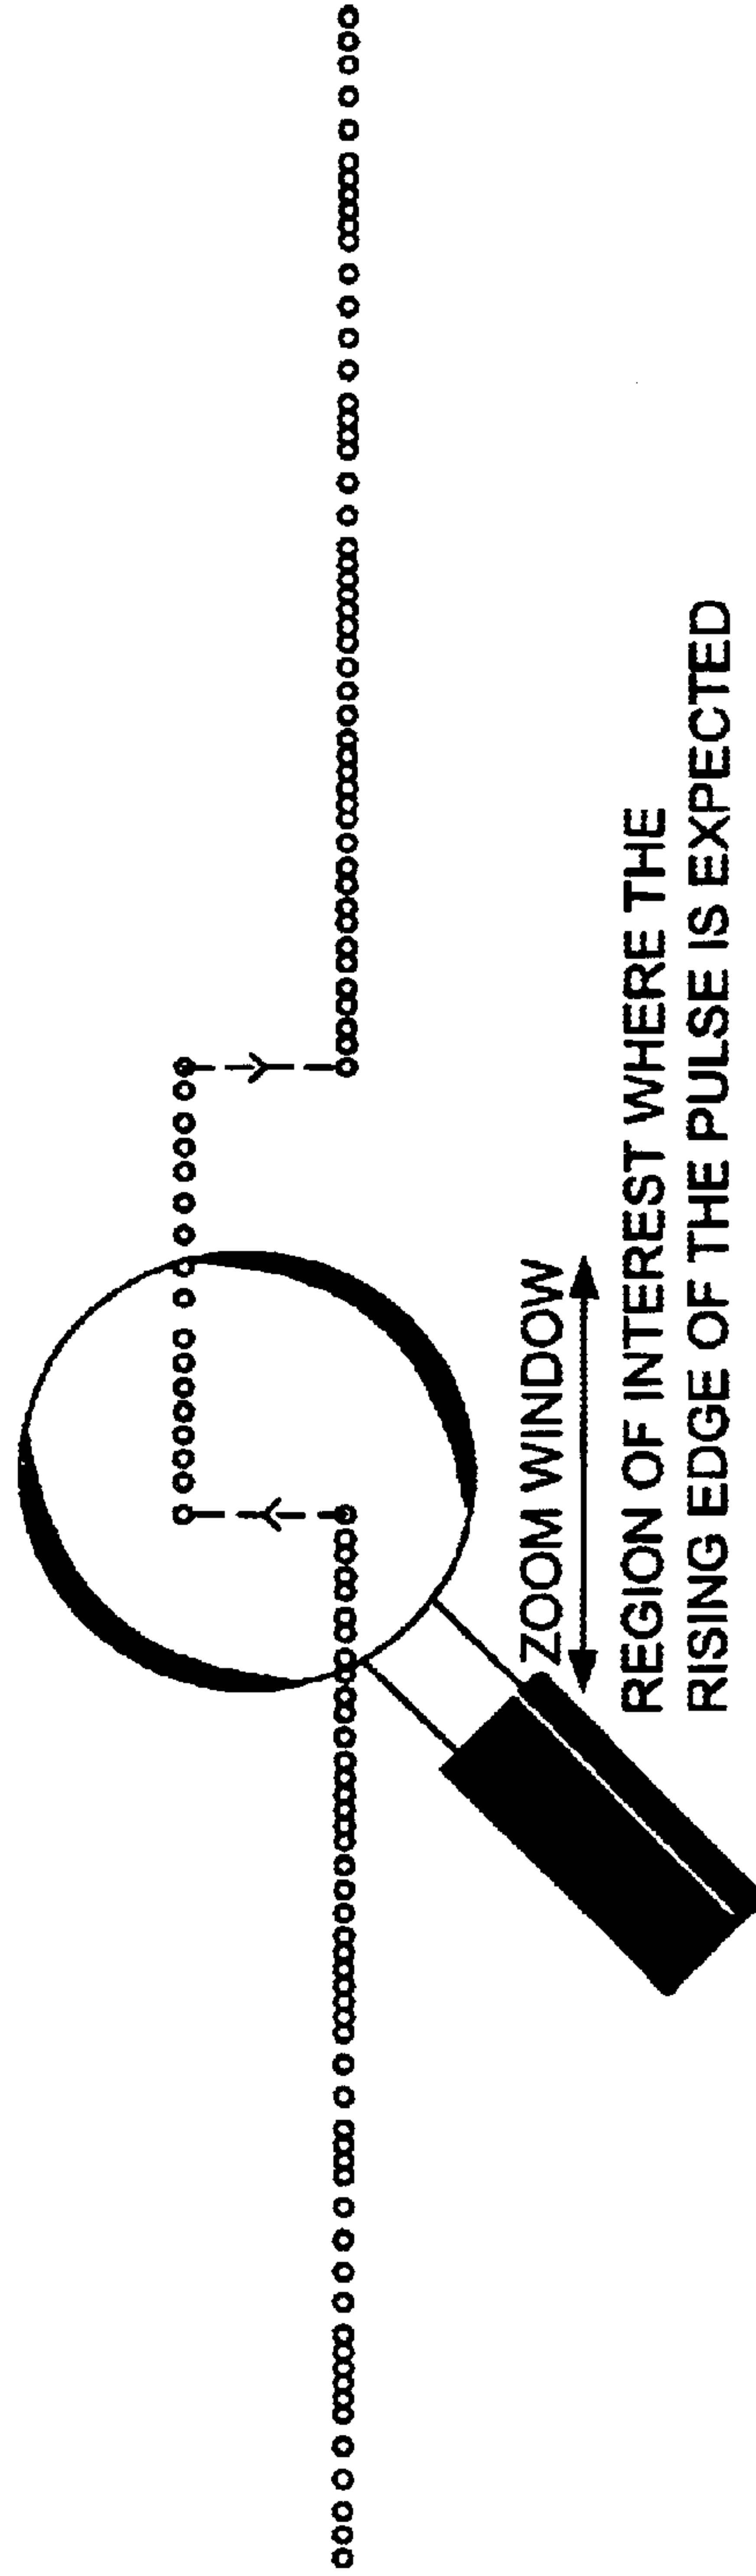 ZOOM WINDOW
REGION OF INTEREST WHERE THE
RISING EDGE OF THE PULSE IS EXPECTED